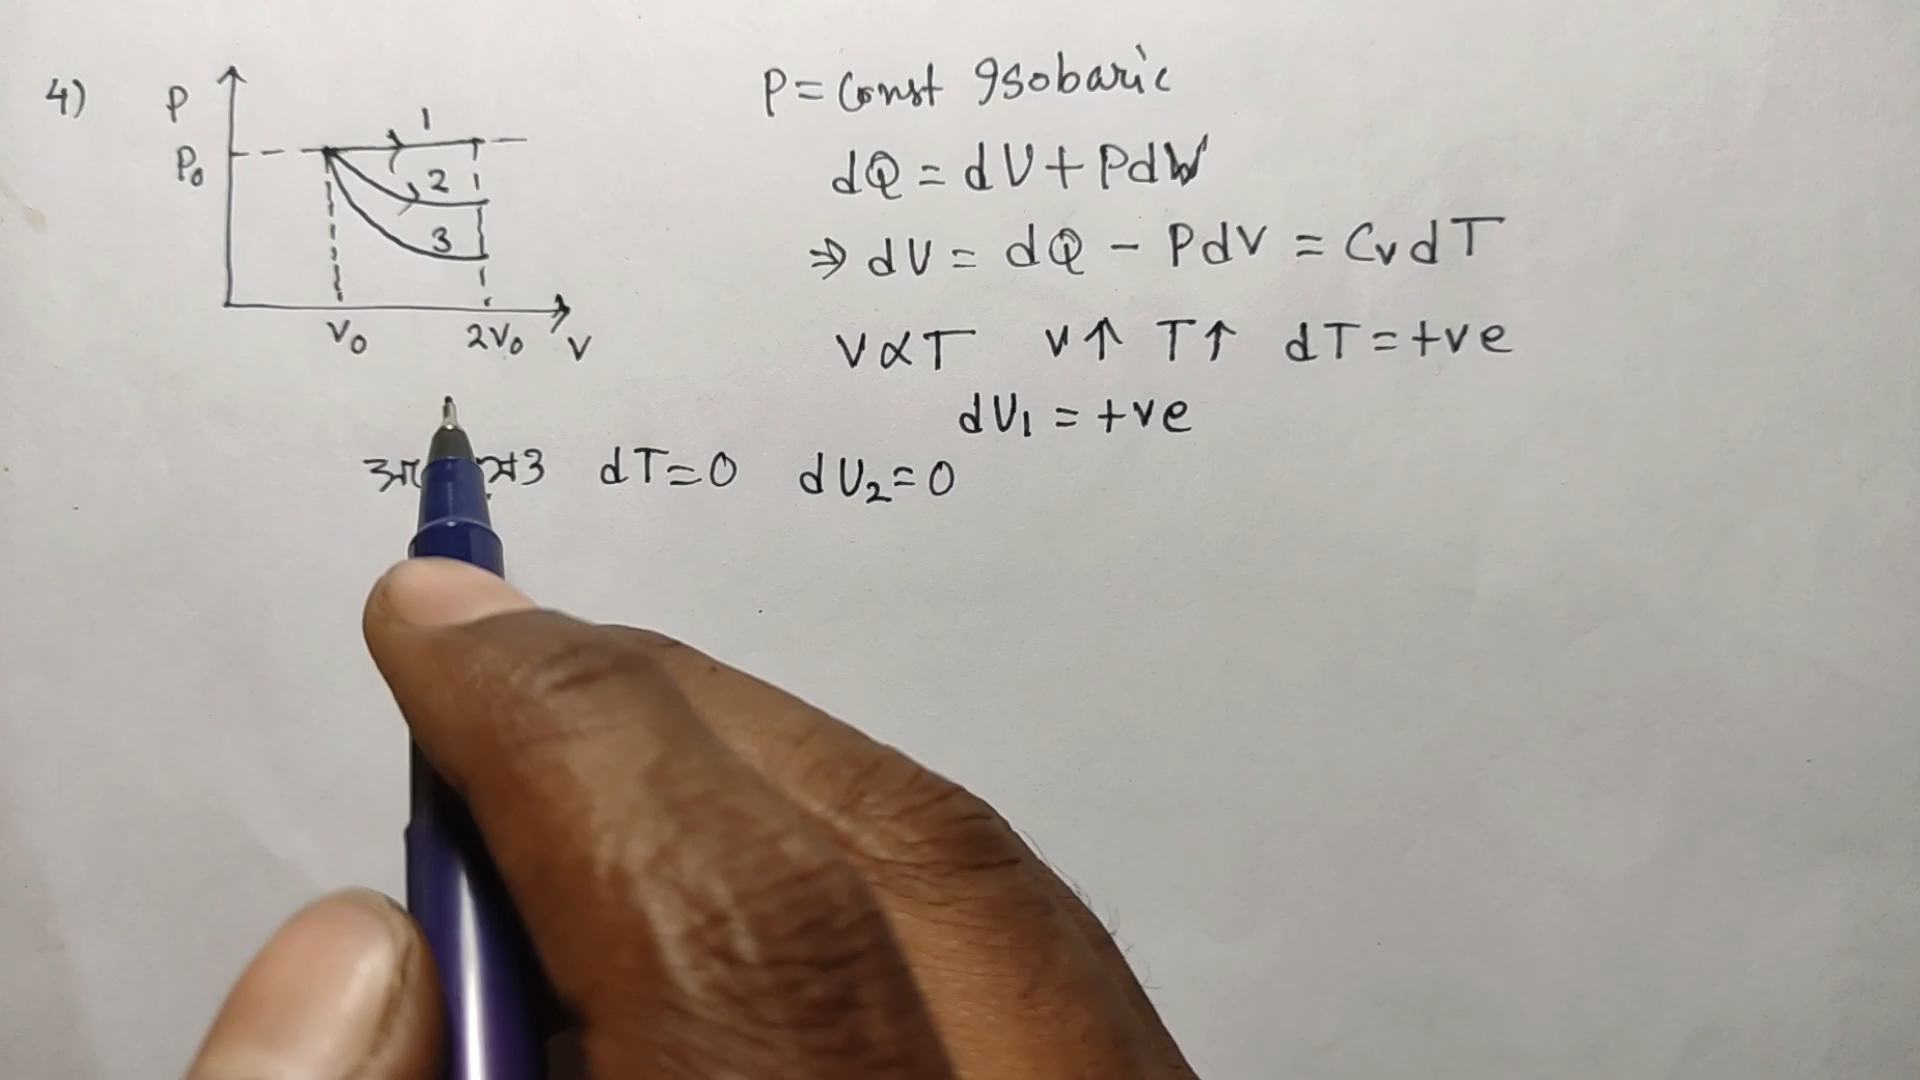 4)
P
P₀
1
2
3
V₀
2V₀
V
P = Const Isobaric
dQ = dU + PdV
⇒ dU = dQ - PdV = CvdT
V∝T V↑ T↑ dT = +ve
dU₁ = +ve
dT=0 dU₂=0